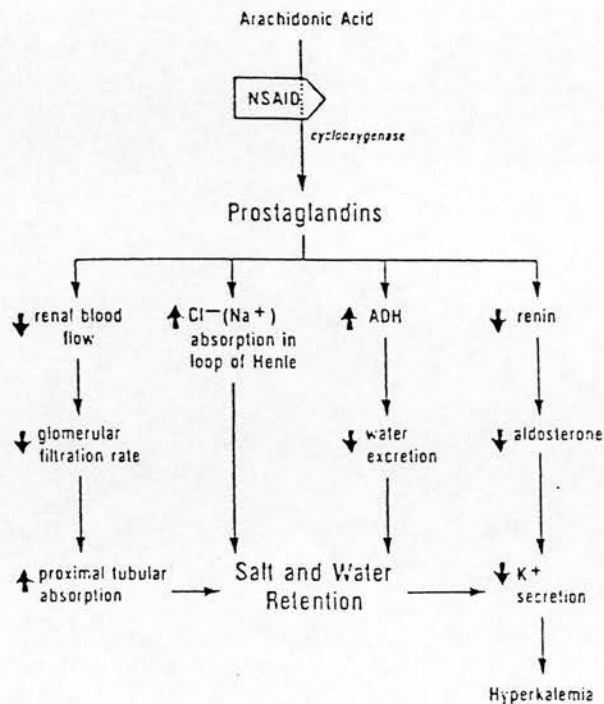 Arachidonic Acid
NSAID
cyclooxygenase
Prostaglandins
renal blood
flow
Cl⁻(Na⁺)
absorption in
loop of Henle
ADH
renin
glomerular
filtration rate
water
excretion
aldosterone
proximal tubular
absorption
Salt and Water
Retention
K⁺
secretion
Hyperkalemia